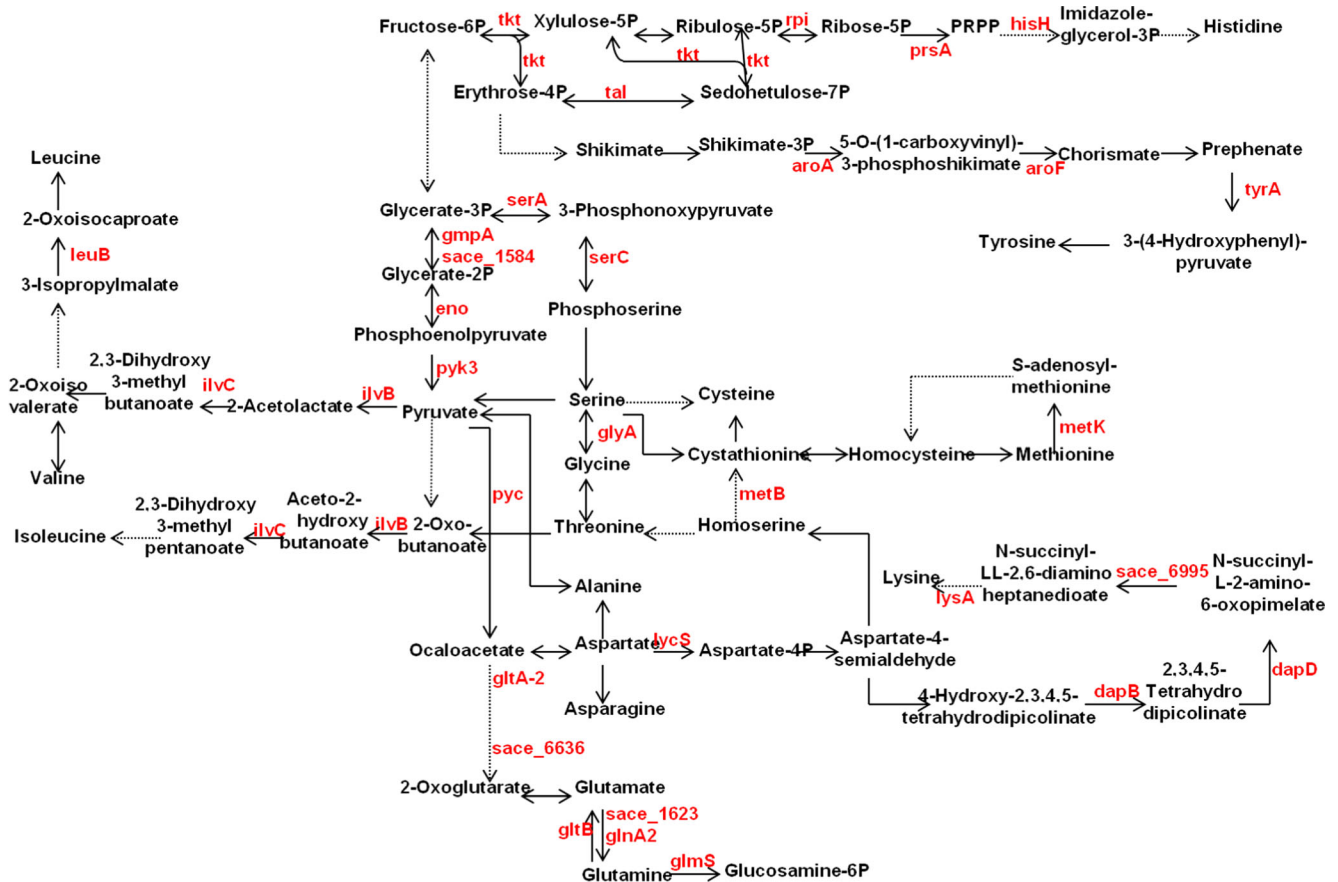 Fructose-6P
tkt
Xylulose-5P
Ribulose-5P
rpi
Ribose-5P
prsA
PRPP
hisH
Imidazole-
glycerol-3P
Histidine
tkt
tkt
tkt
Erythrose-4P
tal
Sedohetulose-7P
Shikimate
Shikimate-3P
aroA
5-O-(1-carboxyvinyl)-
3-phosphoshikimate
aroF
Chorismate
Prephenate
tyrA
3-(4-Hydroxyphenyl)-
pyruvate
Tyrosine
Leucine
2-Oxoisocaproate
leuB
3-Isopropylmalate
Glycerate-3P
serA
3-Phosphonoxypyruvate
gmpA
sace_1584
Glycerate-2P
serC
eno
Phosphoserine
Phosphoenolpyruvate
pyk3
2-Oxoiso
valerate
2,3-Dihydroxy
3-methyl
butanoate
ilvC
2-Acetolactate
ilvB
Pyruvate
Serine
Cysteine
S-adenosyl-
methionine
glyA
metK
Valine
Glycine
Cystathionine
Homocysteine
Methionine
pyc
metB
Isoleucine
2,3-Dihydroxy
3-methyl
pentanoate
ilvC
Aceto-2-
hydroxy
butanoate
ilvB
2-Oxo-
butanoate
Threonine
Homoserine
Lysine
lysA
N-succinyl-
LL-2,6-diamino
heptanedioate
sace_6995
N-succinyl-
L-2-amino-
6-oxopimelate
Alanine
Ocaloacetate
Aspartate
lycS
Aspartate-4P
Aspartate-4-
semialdehyde
gltA-2
Asparagine
4-Hydroxy-2,3,4,5-
tetrahydrodipicolinate
dapB
2,3,4,5-
Tetrahydro
dipicolinate
dapD
sace_6636
2-Oxoglutarate
Glutamate
gltB
sace_1623
glnA2
Glutamine
glmS
Glucosamine-6P